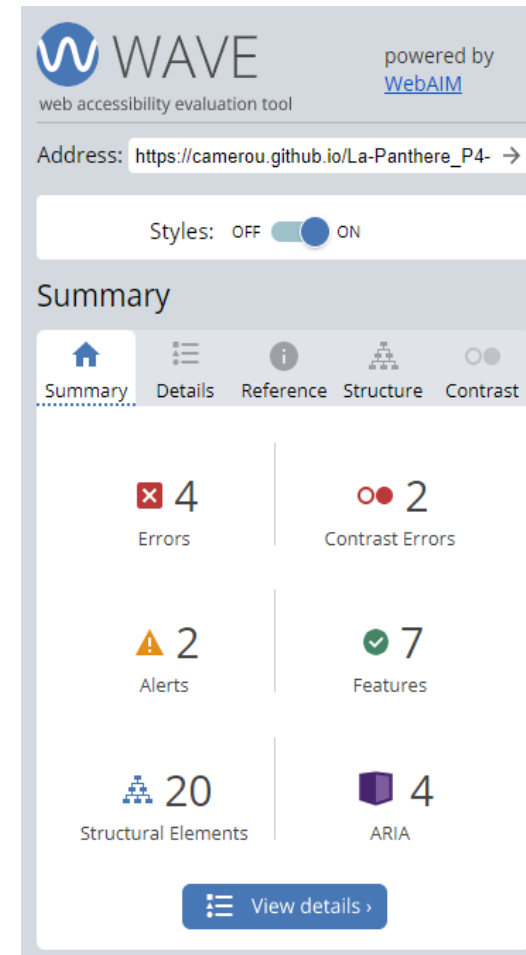 WAVE
powered by
WebAIM
web accessibility evaluation tool
Address: https://camerou.github.io/La-Panthere_P4-
Styles: OFF ON
Summary
Summary Details Reference Structure Contrast
4 2
Errors Contrast Errors
2 7
Alerts Features
20 4
Structural Elements ARIA
View details ›